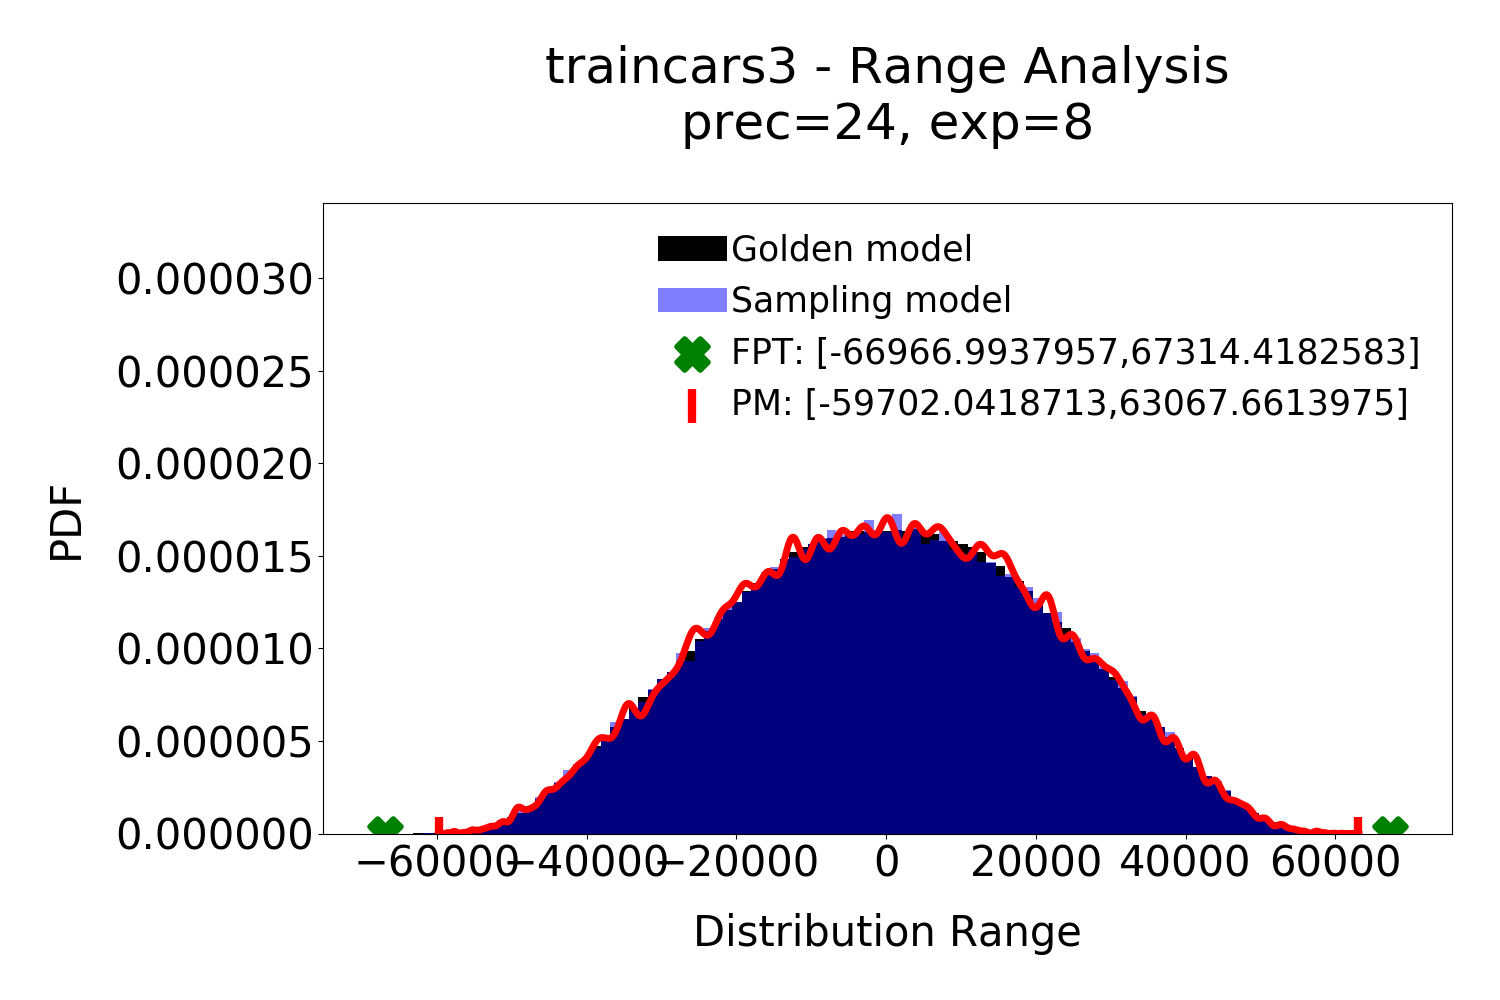 traincars3 - Range Analysis
prec=24, exp=8
Golden model
Sampling model
FPT: [-66966.9937957,67314.4182583]
PM: [-59702.0418713,63067.6613975]
0.000030
0.000025
0.000020
0.000015
0.000010
0.000005
0.000000
PDF
−60000 −40000 −20000 0 20000 40000 60000
Distribution Range